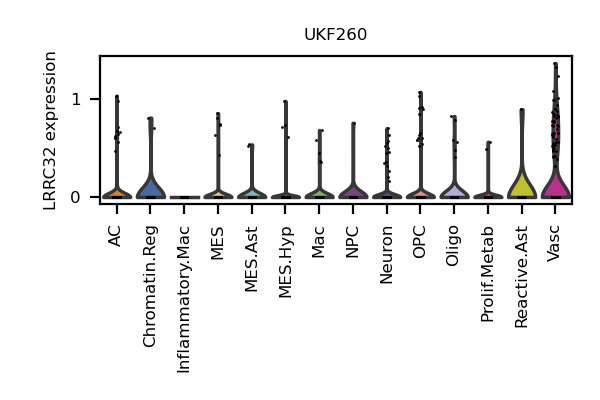 UKF260
LRRC32 expression
1
0
AC
Chromatin.Reg
Inflammatory.Mac
MES
MES.Ast
MES.Hyp
Mac
NPC
Neuron
OPC
Oligo
Prolif.Metab
Reactive.Ast
Vasc